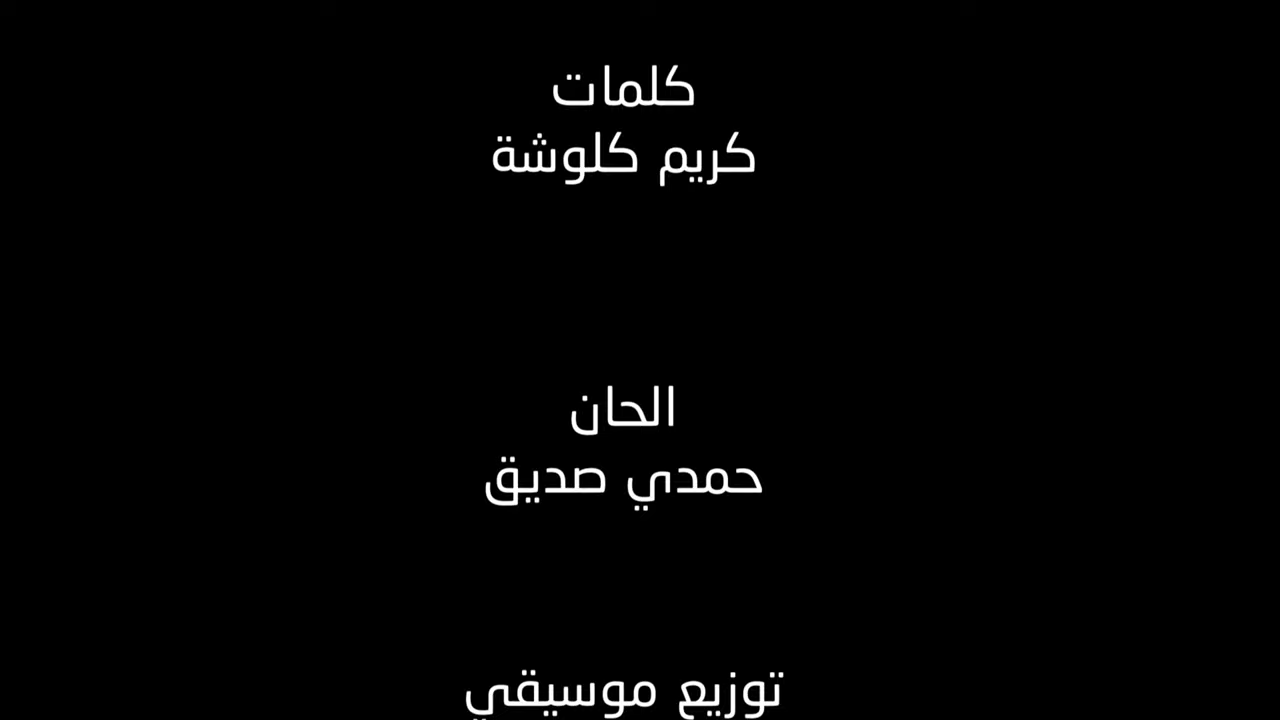 كلمات
كريم كلوشة
الحان
حمدي صديق
توزيع موسيقي